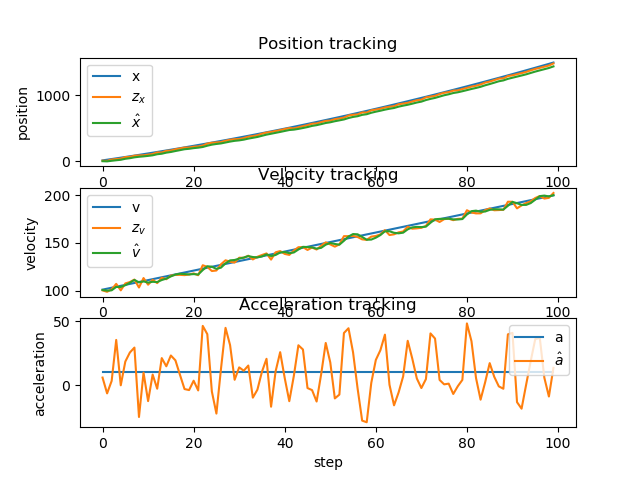 Position tracking
position
1000
0
x
z_x
x̂
0 20 40 60 80 100
Velocity tracking
velocity
200
150
100
v
z_v
v̂
0 20 40 60 80 100
Acceleration tracking
acceleration
50
0
a
â
0 20 40 60 80 100
step